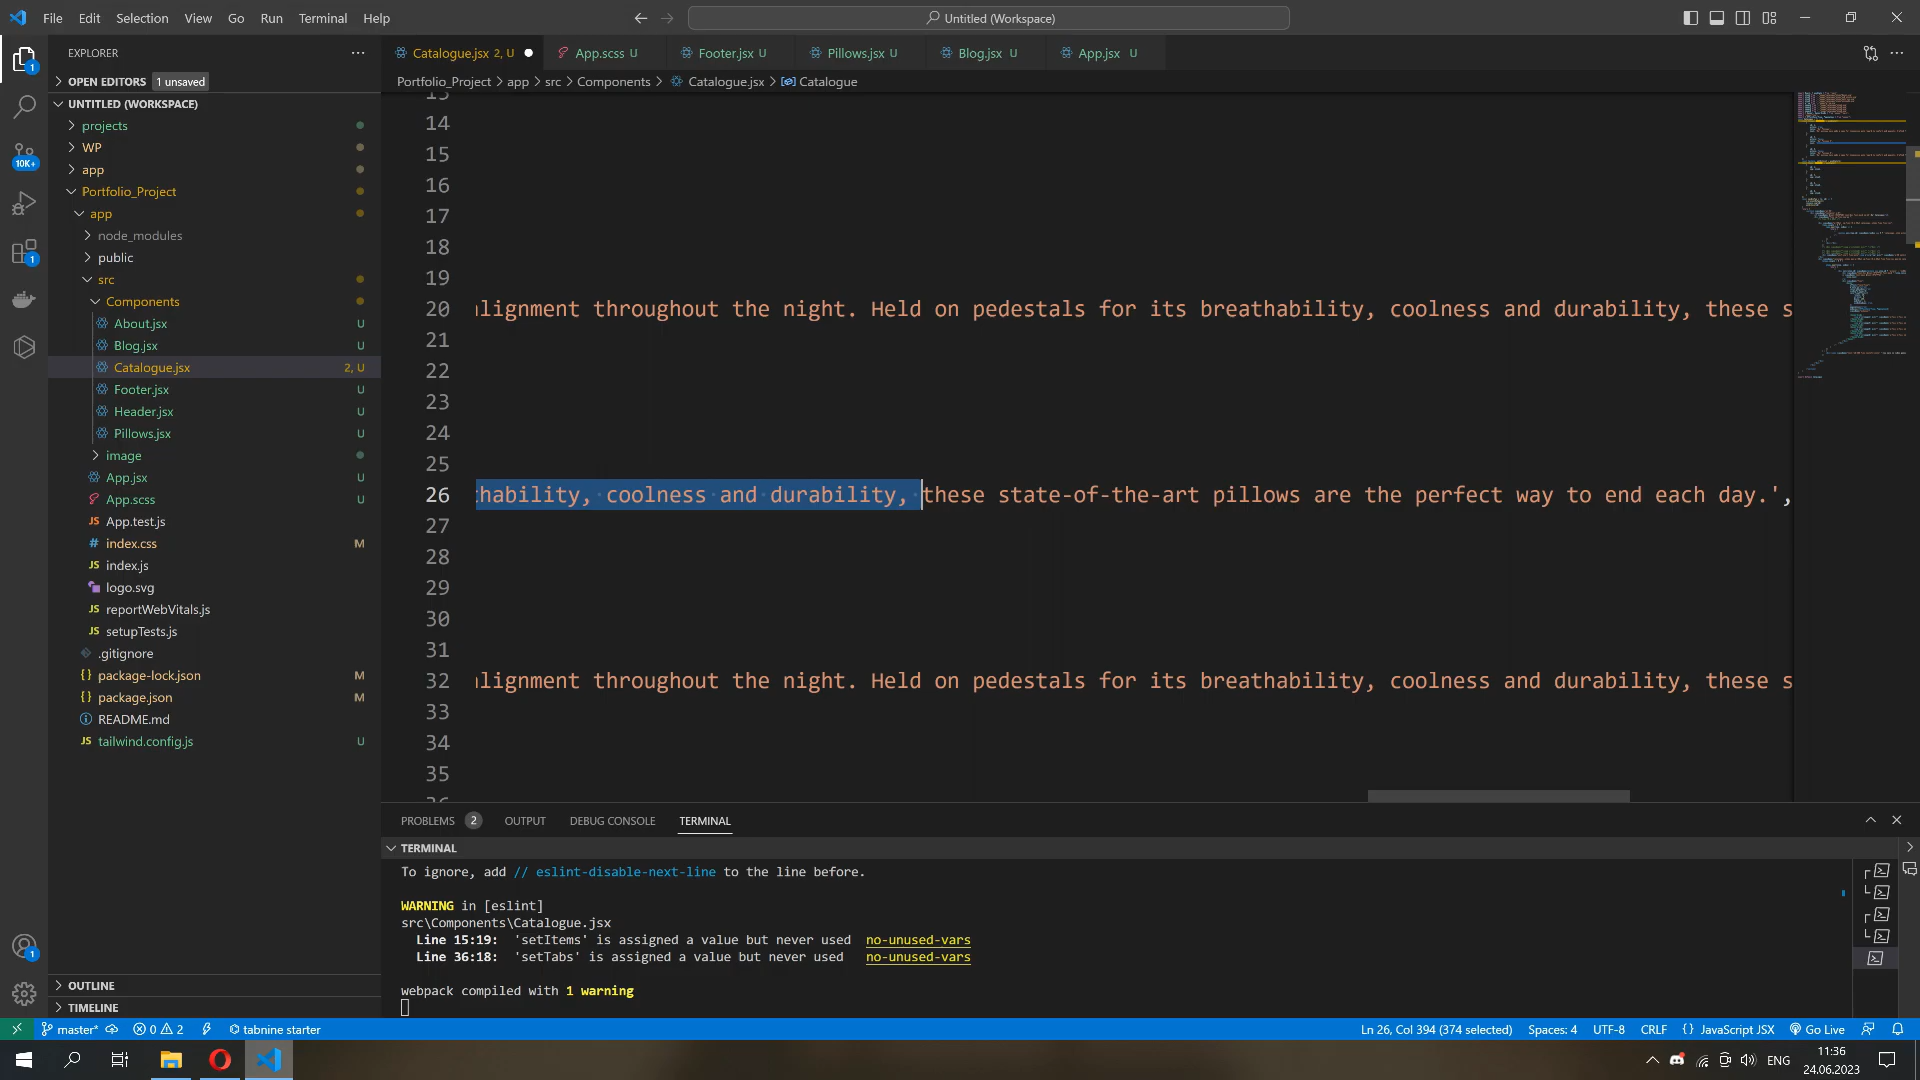 File Edit Selection View Go Run Terminal Help
Untitled (Workspace)
EXPLORER
OPEN EDITORS 1 unsaved
UNTITLED (WORKSPACE)
projects
WP
app
Portfolio_Project
app
node_modules
public
src
Components
About.jsx U
Blog.jsx U
Catalogue.jsx 2, U
Footer.jsx U
Header.jsx U
Pillows.jsx U
image
App.jsx U
App.scss U
App.test.js
index.css M
index.js
logo.svg
reportWebVitals.js
setupTests.js
.gitignore
package-lock.json M
package.json M
README.md
tailwind.config.js U
OUTLINE
TIMELINE
1
10K+
1
1
Catalogue.jsx 2, U App.scss U Footer.jsx U Pillows.jsx U Blog.jsx U App.jsx U
Portfolio_Project > app > src > Components > Catalogue.jsx > Catalogue
14
15
16
17
18
19
20 lignment throughout the night. Held on pedestals for its breathability, coolness and durability, these s
21
22
23
24
25
26 hability, coolness and durability, these state-of-the-art pillows are the perfect way to end each day.',
27
28
29
30
31
32 lignment throughout the night. Held on pedestals for its breathability, coolness and durability, these s
33
34
35
PROBLEMS 2 OUTPUT DEBUG CONSOLE TERMINAL
TERMINAL
To ignore, add // eslint-disable-next-line to the line before.
WARNING in [eslint]
src\Components\Catalogue.jsx
Line 15:19: 'setItems' is assigned a value but never used no-unused-vars
Line 36:18: 'setTabs' is assigned a value but never used no-unused-vars
webpack compiled with 1 warning
master* 0 2 tabnine starter Ln 26, Col 394 (374 selected) Spaces: 4 UTF-8 CRLF {} JavaScript JSX Go Live
ENG 11:36
24.06.2023